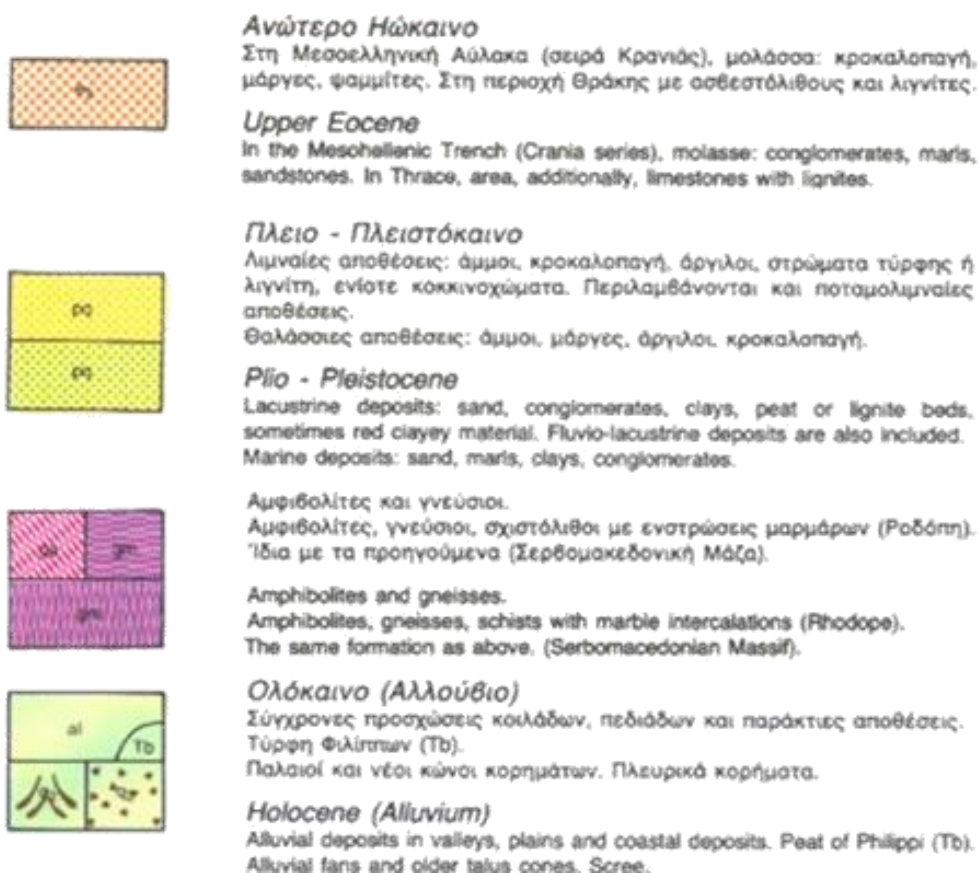 Ανώτερο Ηώκαινο
Στη Μεσοελληνική Αύλακα (σειρά Κρανιάς), μολάσσα: κροκαλοπαγή,
μάργες, ψαμμίτες. Στη περιοχή Θράκης με ασβεστόλιθους και λιγνίτες.
Upper Eocene
In the Mesohellenic Trench (Crania series), molasse: conglomerates, marls,
sandstones. In Thrace, area, additionally, limestones with lignites.
Πλειο - Πλειστόκαινο
Λιμναίες αποθέσεις: άμμοι, κροκαλοπαγή, άργιλοι, στρώματα τύρφης ή
λιγνίτη, ενίοτε κοκκινοχώματα. Περιλαμβάνονται και ποταμολιμναίες
αποθέσεις.
Θαλάσσιες αποθέσεις: άμμοι, μάργες, άργιλοι, κροκαλοπαγή.
Plio - Pleistocene
Lacustrine deposits: sand, conglomerates, clays, peat or lignite beds,
sometimes red clayey material. Fluvio-lacustrine deposits are also included.
Marine deposits: sand, marls, clays, conglomerates.
Αμφιβολίτες και γνεύσιοι.
Αμφιβολίτες, γνεύσιοι, σχιστόλιθοι με ενστρώσεις μαρμάρων (Ροδόπη).
Ίδια με τα προηγούμενα (Σερβομακεδονική Μάζα).
Amphibolites and gneisses.
Amphibolites, gneisses, schists with marble intercalations (Rhodope).
The same formation as above. (Serbomacedonian Massif).
al
Tb
Ολόκαινο (Αλλούβιο)
Σύγχρονες προσχώσεις κοιλάδων, πεδιάδων και παράκτιες αποθέσεις.
Τύρφη Φιλίππων (Tb).
Παλαιοί και νέοι κώνοι κορημάτων. Πλευρικά κορήματα.
Holocene (Alluvium)
Alluvial deposits in valleys, plains and coastal deposits. Peat of Philippi (Tb).
Alluvial fans and older talus cones. Scree.